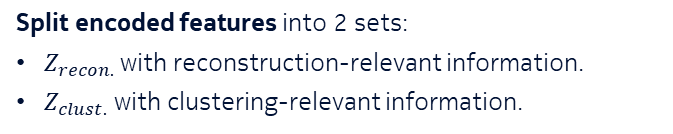 Split encoded features into 2 sets:
• Z_recon. with reconstruction-relevant information.
• Z_clust. with clustering-relevant information.